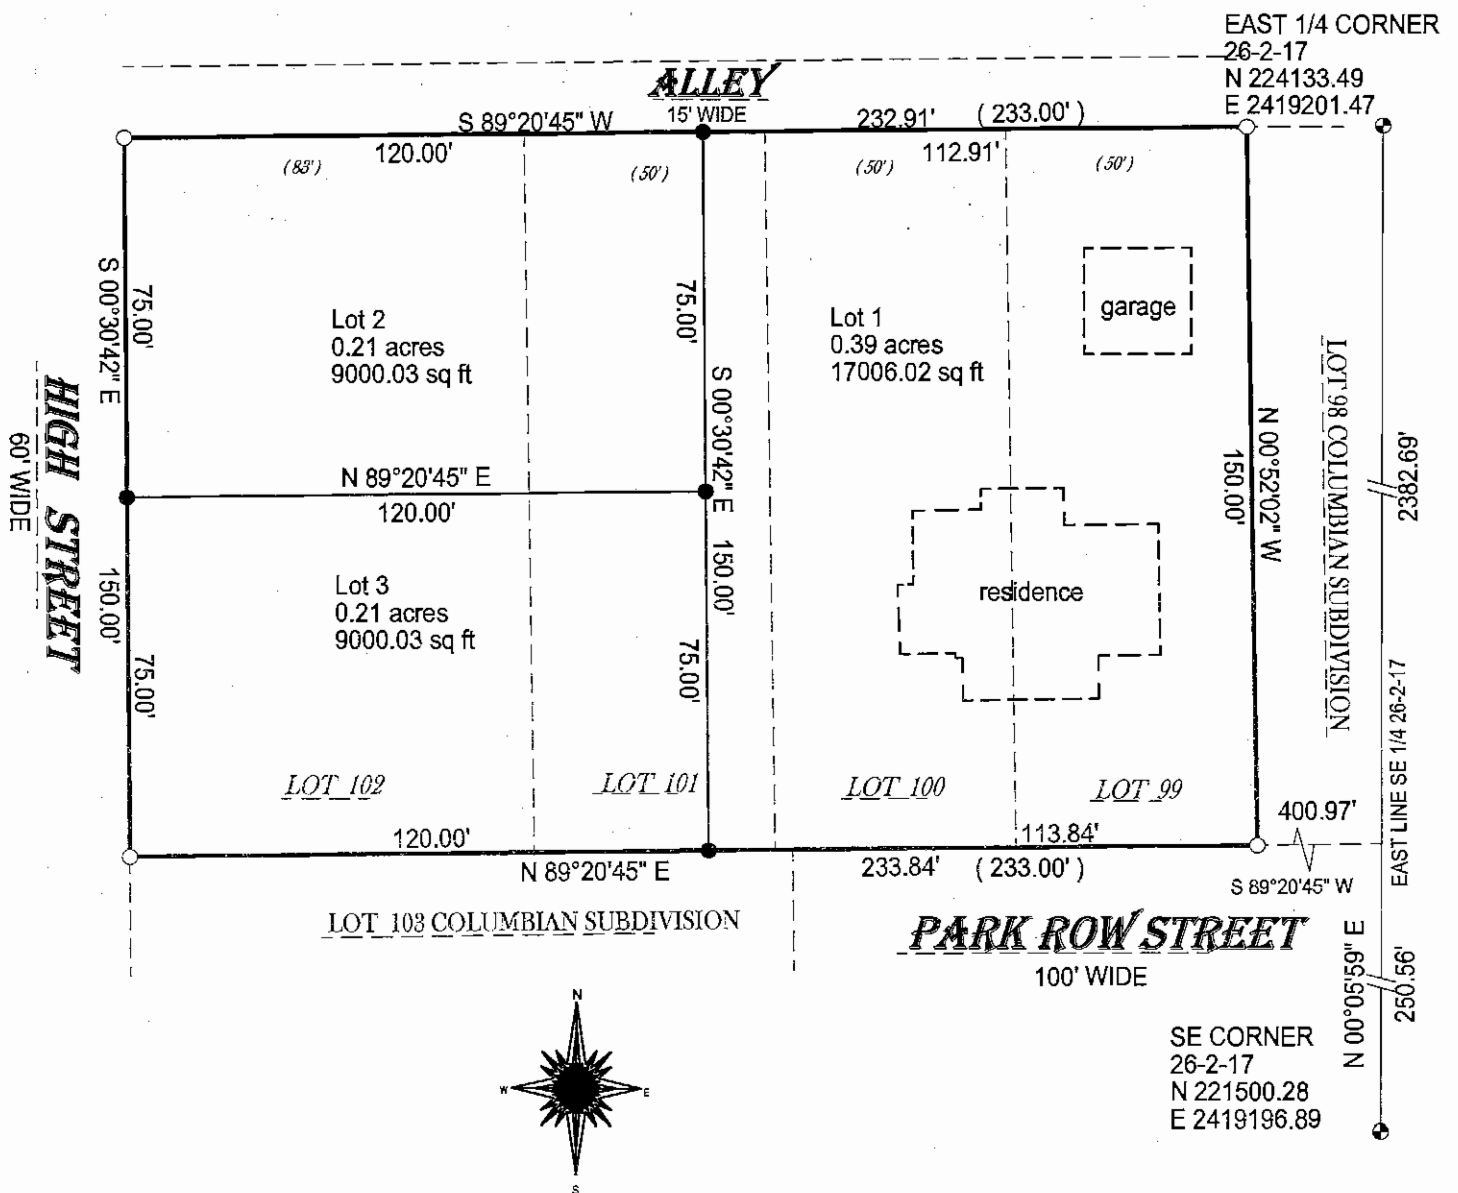 EAST 1/4 CORNER
26-2-17
N 224133.49
E 2419201.47
ALLEY
15' WIDE
S 89°20'45" W
232.91'
( 233.00' )
120.00'
112.91'
(83')
(50')
(50')
(50')
S 00°30'42" E
75.00'
75.00'
Lot 2
0.21 acres
9000.03 sq ft
Lot 1
0.39 acres
17006.02 sq ft
garage
LOT 98 COLUMBIAN SUBDIVISION
2382.69'
HIGH STREET
60' WIDE
S 00°30'42" E
150.00'
N 00°52'02" W
150.00'
N 89°20'45" E
120.00'
150.00'
75.00'
Lot 3
0.21 acres
9000.03 sq ft
75.00'
residence
EAST LINE SE 1/4 26-2-17
LOT 102
LOT 101
LOT 100
LOT 99
400.97'
120.00'
113.84'
N 89°20'45" E
233.84'
( 233.00' )
S 89°20'45" W
LOT 103 COLUMBIAN SUBDIVISION
PARK ROW STREET
100' WIDE
N 00°05'59" E
250.56'
N
W
E
S
SE CORNER
26-2-17
N 221500.28
E 2419196.89